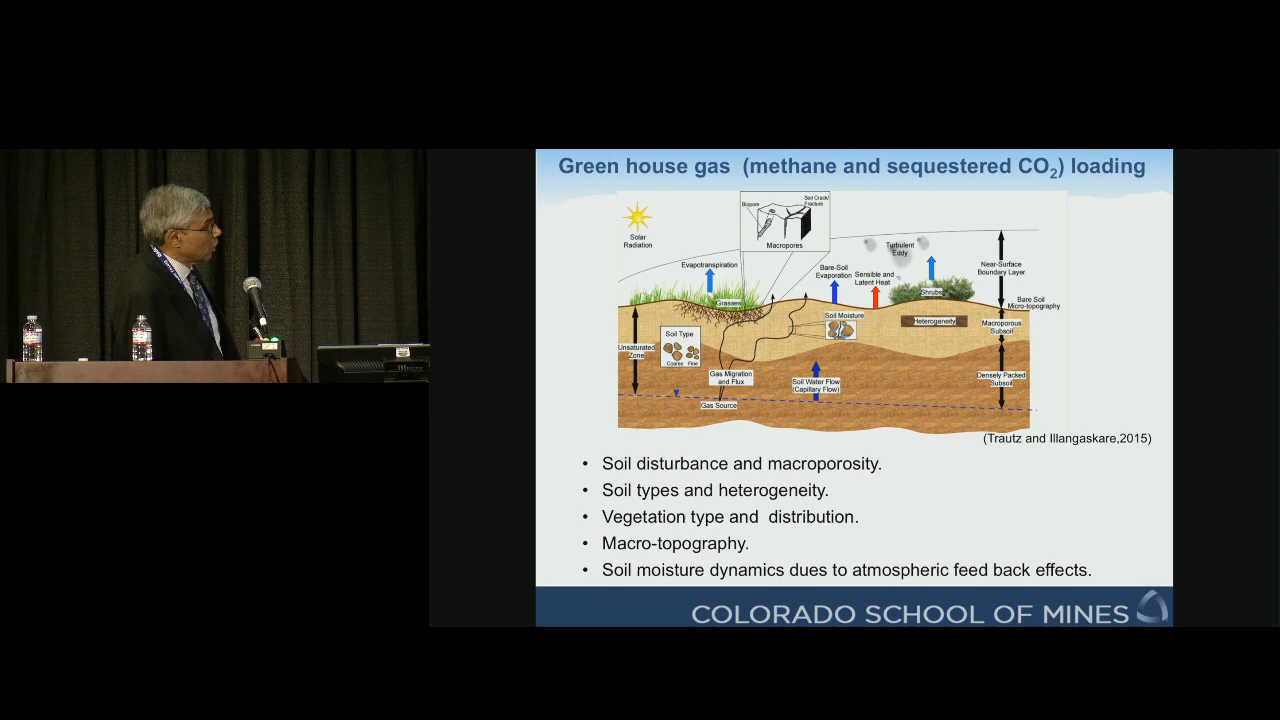 Green house gas (methane and sequestered CO2) loading
Solar
Radiation
Biopore
Soil Crack/
Fracture
Macropores
Evapotranspiration
Bare-Soil
Evaporation
Sensible and
Latent Heat
Turbulent
Eddy
Near-Surface
Boundary Layer
Grasses
Shrubs
Bare Soil
Micro-topography
Soil Moisture
Heterogeneity
Macroporous
Subsoil
Soil Type
Coarse Fine
Unsaturated
Zone
Gas Migration
and Flux
Soil Water Flow
(Capillary Flow)
Densely Packed
Subsoil
Gas Source
(Trautz and Illangaskare,2015)
• Soil disturbance and macroporosity.
• Soil types and heterogeneity.
• Vegetation type and distribution.
• Macro-topography.
• Soil moisture dynamics dues to atmospheric feed back effects.
COLORADO SCHOOL OF MINES